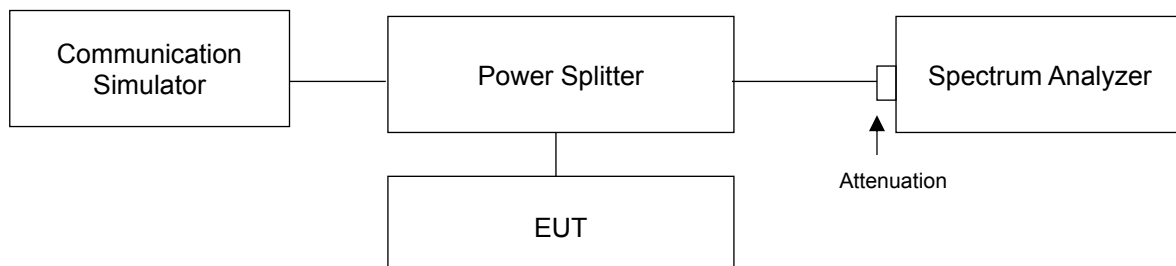 Communication
Simulator
Power Splitter
Spectrum Analyzer
Attenuation
EUT